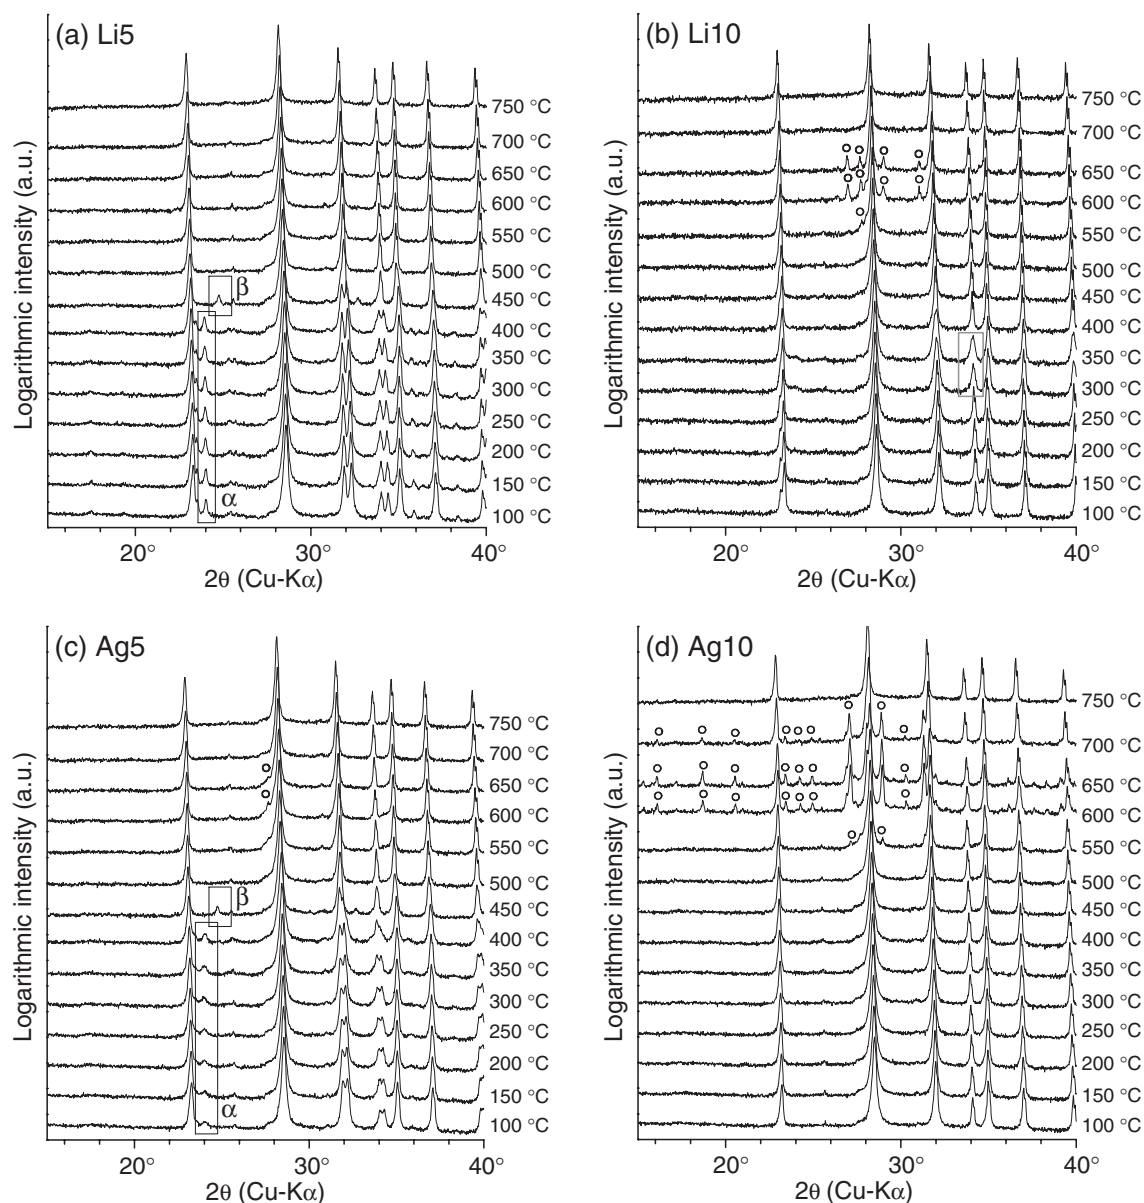 (a) Li5
750 °C
700 °C
650 °C
600 °C
550 °C
500 °C
450 °C
400 °C
350 °C
300 °C
250 °C
200 °C
150 °C
100 °C
β
α
Logarithmic intensity (a.u.)
20°
30°
40°
2θ (Cu-Kα)
(b) Li10
750 °C
700 °C
650 °C
600 °C
550 °C
500 °C
450 °C
400 °C
350 °C
300 °C
250 °C
200 °C
150 °C
100 °C
Logarithmic intensity (a.u.)
20°
30°
40°
2θ (Cu-Kα)
(c) Ag5
750 °C
700 °C
650 °C
600 °C
550 °C
500 °C
450 °C
400 °C
350 °C
300 °C
250 °C
200 °C
150 °C
100 °C
β
α
Logarithmic intensity (a.u.)
20°
30°
40°
2θ (Cu-Kα)
(d) Ag10
750 °C
700 °C
650 °C
600 °C
550 °C
500 °C
450 °C
400 °C
350 °C
300 °C
250 °C
200 °C
150 °C
100 °C
Logarithmic intensity (a.u.)
20°
30°
40°
2θ (Cu-Kα)